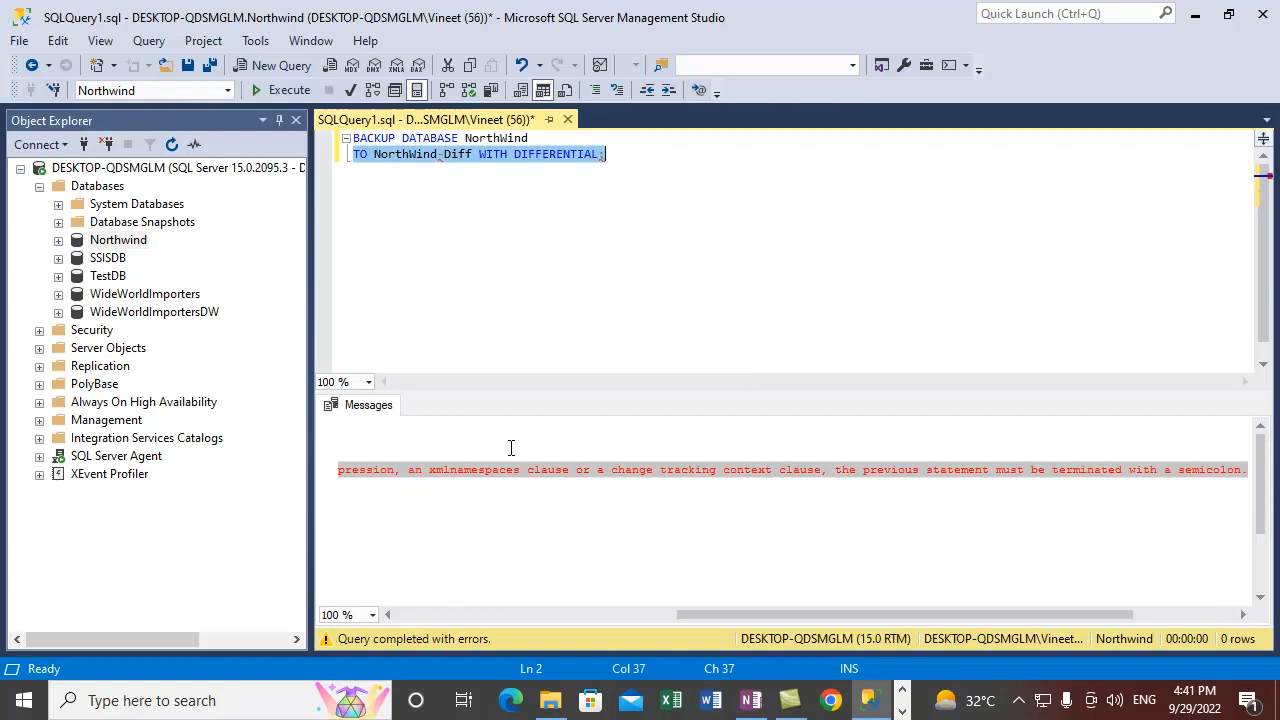 SQLQuery1.sql - DESKTOP-QDSMGLM.Northwind (DESKTOP-QDSMGLM\Vineet (56))* - Microsoft SQL Server Management Studio
Quick Launch (Ctrl+Q)
File Edit View Query Project Tools Window Help
New Query
MDX DMX XMLA DAX
Northwind
Execute
Object Explorer
SQLQuery1.sql - D...SMGLM\Vineet (56))*
Connect
BACKUP DATABASE NorthWind
TO NorthWind-Diff WITH DIFFERENTIAL;
DESKTOP-QDSMGLM (SQL Server 15.0.2095.3 - D
Databases
System Databases
Database Snapshots
Northwind
SSISDB
TestDB
WideWorldImporters
WideWorldImportersDW
Security
Server Objects
Replication
PolyBase
Always On High Availability
Management
Integration Services Catalogs
SQL Server Agent
XEvent Profiler
100 %
Messages
pression, an xmlnamespaces clause or a change tracking context clause, the previous statement must be terminated with a semicolon.
100 %
Query completed with errors.
DESKTOP-QDSMGLM (15.0 RTM)
DESKTOP-QDSMGLM\Vineet...
Northwind
00:00:00
0 rows
Ready
Ln 2
Col 37
Ch 37
INS
Type here to search
32°C
ENG
4:41 PM
9/29/2022
1